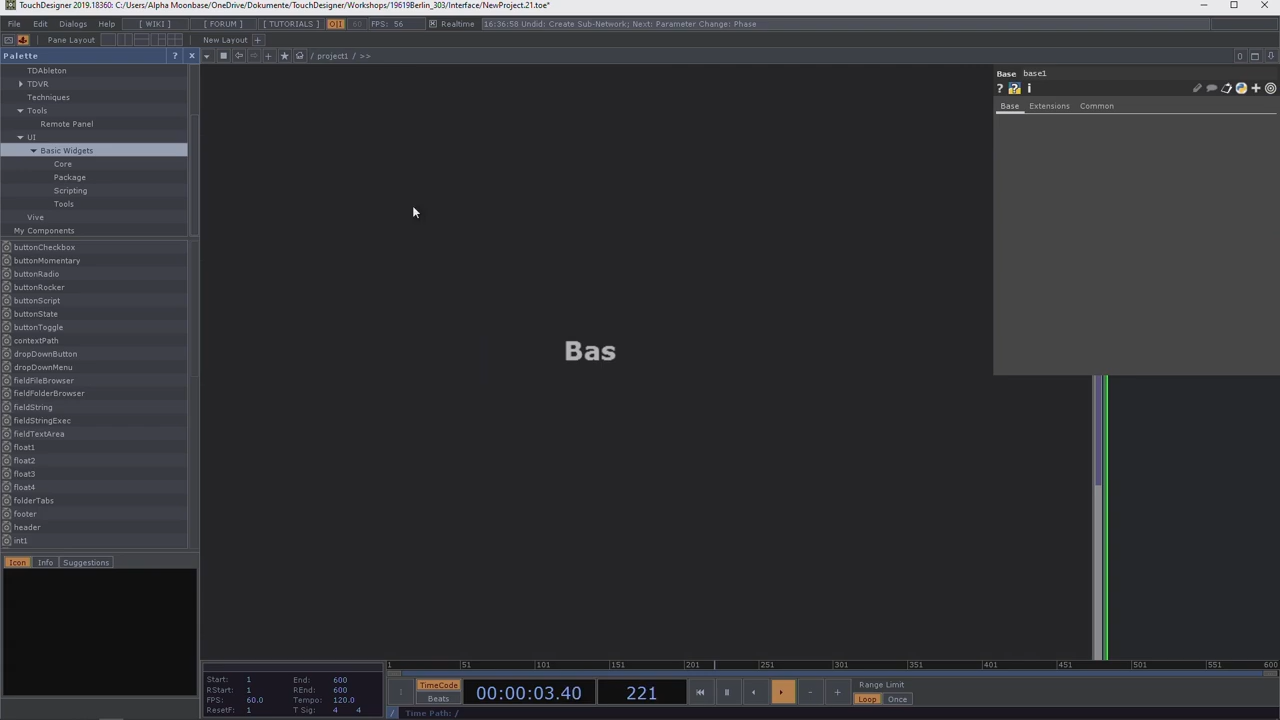 TouchDesigner 2019.18360: C:/Users/Alpha Moonbase/OneDrive/Dokumente/TouchDesigner/Workshops/19619Berlin_303/Interface/NewProject.21.toe*
File Edit Dialogs Help [ WIKI ] [ FORUM ] [ TUTORIALS ] O|I 60 FPS: 56 Realtime 16:36:58 Undid: Create Sub-Network; Next: Parameter Change: Phase
Pane Layout New Layout +
Palette ? x / project1 / >> 0
Base base1
? ? i
Base Extensions Common
TDAbleton
TDVR
Techniques
Tools
Remote Panel
UI
Basic Widgets
Core
Package
Scripting
Tools
Vive
My Components
buttonCheckbox
buttonMomentary
buttonRadio
buttonRocker
buttonScript
buttonState
buttonToggle
contextPath
dropDownButton
dropDownMenu
fieldFileBrowser
fieldFolderBrowser
fieldString
fieldStringExec
fieldTextArea
float1
float2
float3
float4
folderTabs
footer
header
int1
Bas
Icon Info Suggestions
1 51 101 151 201 251 301 351 401 451 501 551 600
Start: 1 End: 600
RStart: 1 REnd: 600
FPS: 60.0 Tempo: 120.0
ResetF: 1 T Sig: 4 4
TimeCode
Beats
00:00:03.40 221
Range Limit
Loop Once
/ Time Path: /